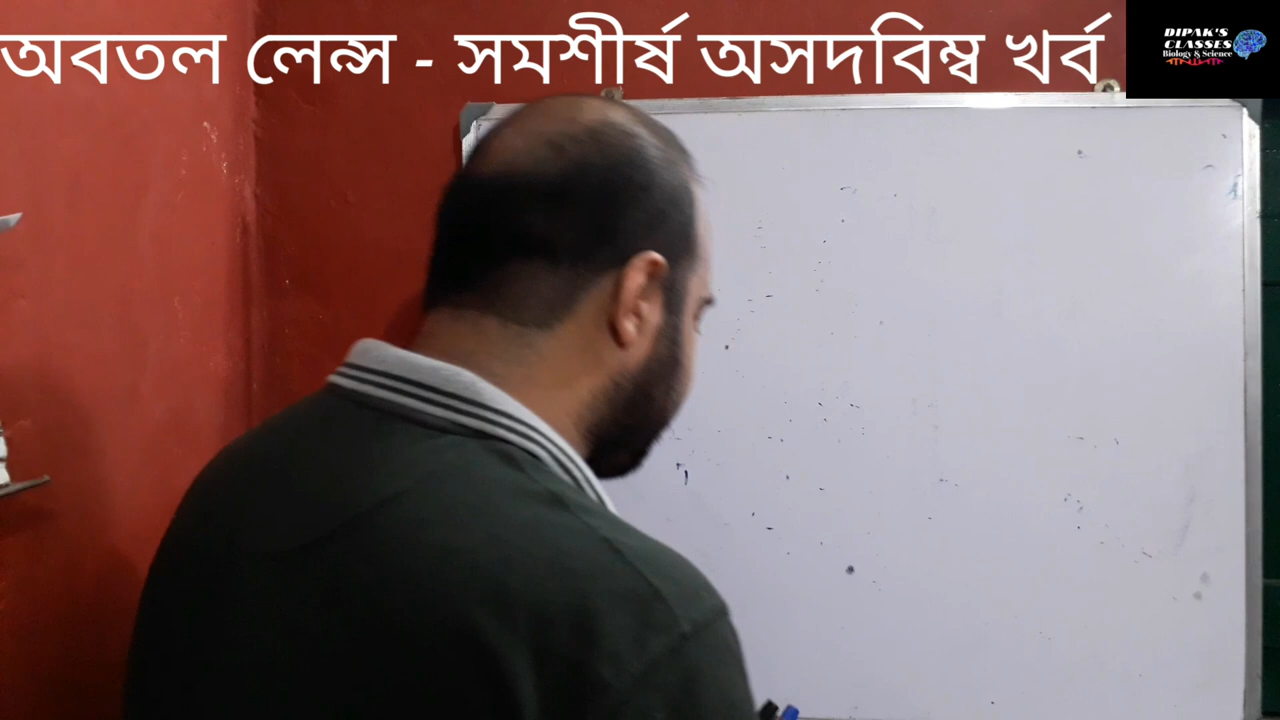 অবতল লেন্স - সমশীর্ষ অসদবিম্ব খর্ব
DIPAK'S
CLASSES
Biology & Science